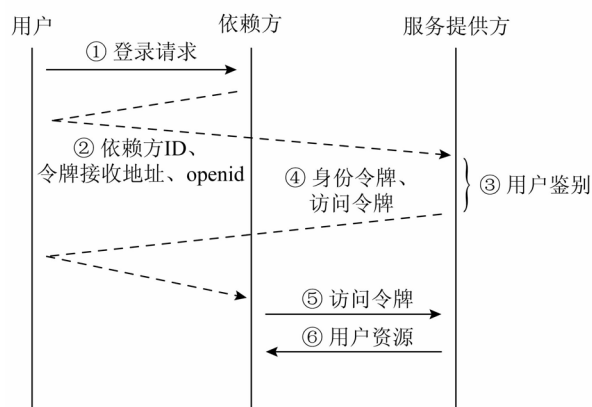 用户
依赖方
服务提供方
① 登录请求
② 依赖方ID、
令牌接收地址、openid
③ 用户鉴别
④ 身份令牌、
访问令牌
⑤ 访问令牌
⑥ 用户资源